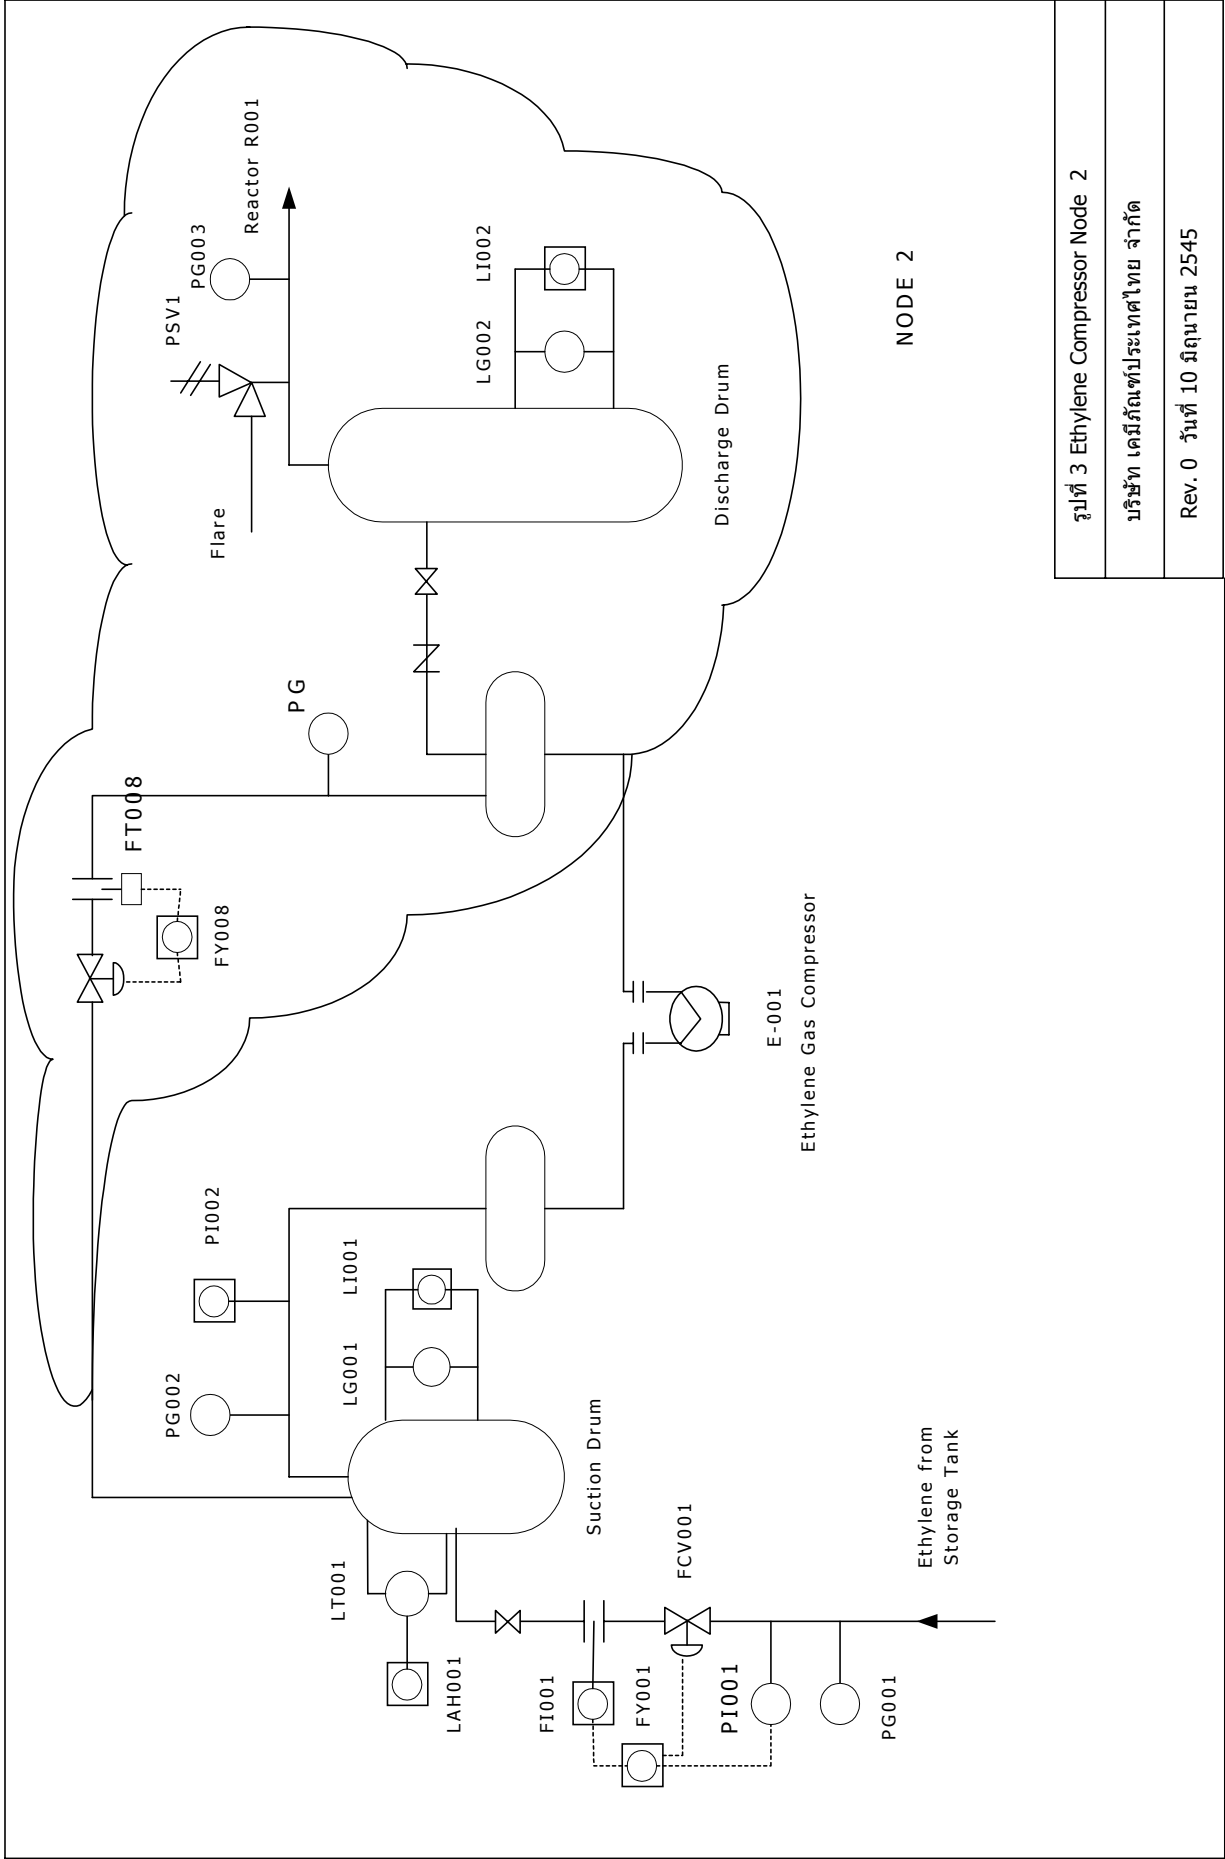 FT008
FY008
PG
PSV1
PG003
Reactor R001
Flare
PG002
PI002
LT001
LG001
LI001
LAH001
LG002
LI002
FI001
Suction Drum
FY001
FCV001
Discharge Drum
PI001
E-001
Ethylene Gas Compressor
PG001
NODE 2
Ethylene from
Storage Tank
รูปที่ 3 Ethylene Compressor Node 2
บริษัท เคมีภัณฑ์ประเทศไทย จำกัด
Rev. 0 วันที่ 10 มิถุนายน 2545